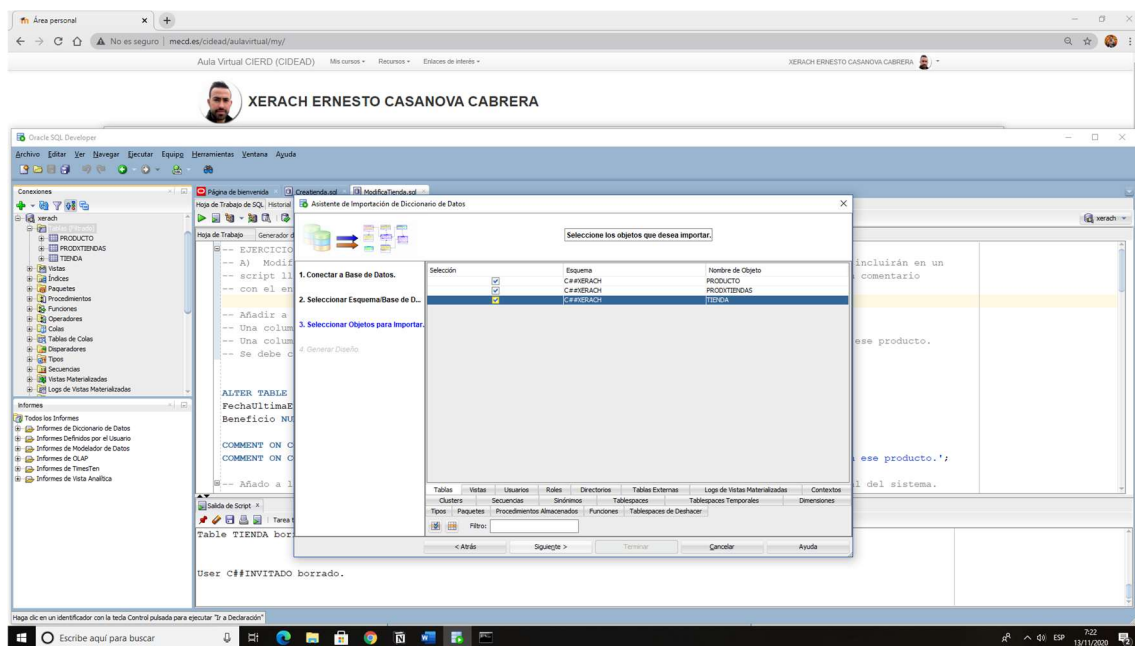 Área personal
No es seguro | mecd.es/cidead/aulavirtual/my/
Aula Virtual CIERD (CIDEAD) Mis cursos Recursos Enlaces de interés XERACH ERNESTO CASANOVA CABRERA
XERACH ERNESTO CASANOVA CABRERA
Oracle SQL Developer
Archivo Editar Ver Navegar Ejecutar Equipo Herramientas Ventana Ayuda
Conexiones
xerach
PRODUCTO
PRODXTIENDAS
TIENDA
Vistas
Índices
Paquetes
Procedimientos
Funciones
Operadores
Colas
Tablas de Colas
Disparadores
Tipos
Secuencias
Vistas Materializadas
Logs de Vistas Materializadas
Informes
Todos los Informes
Informes de Diccionario de Datos
Informes Definidos por el Usuario
Informes de Modelador de Datos
Informes de OLAP
Informes de TimesTen
Informes de Vista Analítica
Página de bienvenida Creatienda.sql ModificaTienda.sql
Hoja de Trabajo de SQL Historial
xerach
Hoja de Trabajo Generador d
-- EJERCICIO
-- A) Modif incluirán en un
-- script ll comentario
-- con el en
-- Añadir a
-- Una colum
-- Una colum ese producto.
-- Se debe c
ALTER TABLE
FechaUltimaE
Beneficio NU
COMMENT ON C
COMMENT ON C ese producto.';
-- Añado a l l del sistema.
Salida de Script
Tarea t
Table TIENDA bor
User C##INVITADO borrado.
Asistente de Importación de Diccionario de Datos
Seleccione los objetos que desea importar.
1. Conectar a Base de Datos.
2. Seleccionar Esquema/Base de D...
3. Seleccionar Objetos para Importar.
4. Generar Diseño.
Selección Esquema Nombre de Objeto
C##XERACH PRODUCTO
C##XERACH PRODXTIENDAS
C##XERACH TIENDA
Tablas Vistas Usuarios Roles Directorios Tablas Externas Logs de Vistas Materializadas Contextos
Clusters Secuencias Sinónimos Tablespaces Tablespaces Temporales Dimensiones
Tipos Paquetes Procedimientos Almacenados Funciones Tablespaces de Deshacer
Filtro:
< Atrás Siguiente > Terminar Cancelar Ayuda
Haga clic en un identificador con la tecla Control pulsada para ejecutar "Ir a Declaración"
Escribe aquí para buscar
ESP
7:22
13/11/2020